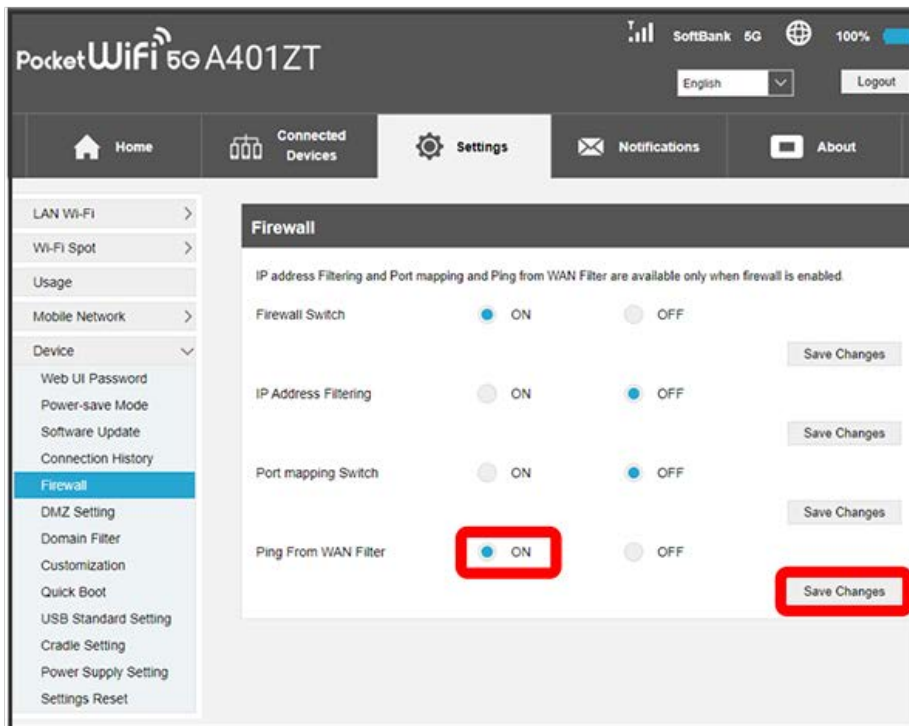 Pocket WiFi 5G A401ZT
SoftBank 5G 100%
English
Logout
Home
Connected Devices
Settings
Notifications
About
LAN Wi-Fi
Wi-Fi Spot
Usage
Mobile Network
Device
Web UI Password
Power-save Mode
Software Update
Connection History
Firewall
DMZ Setting
Domain Filter
Customization
Quick Boot
USB Standard Setting
Cradle Setting
Power Supply Setting
Settings Reset
Firewall
IP address Filtering and Port mapping and Ping from WAN Filter are available only when firewall is enabled.
Firewall Switch ON OFF
Save Changes
IP Address Filtering ON OFF
Save Changes
Port mapping Switch ON OFF
Save Changes
Ping From WAN Filter ON OFF
Save Changes